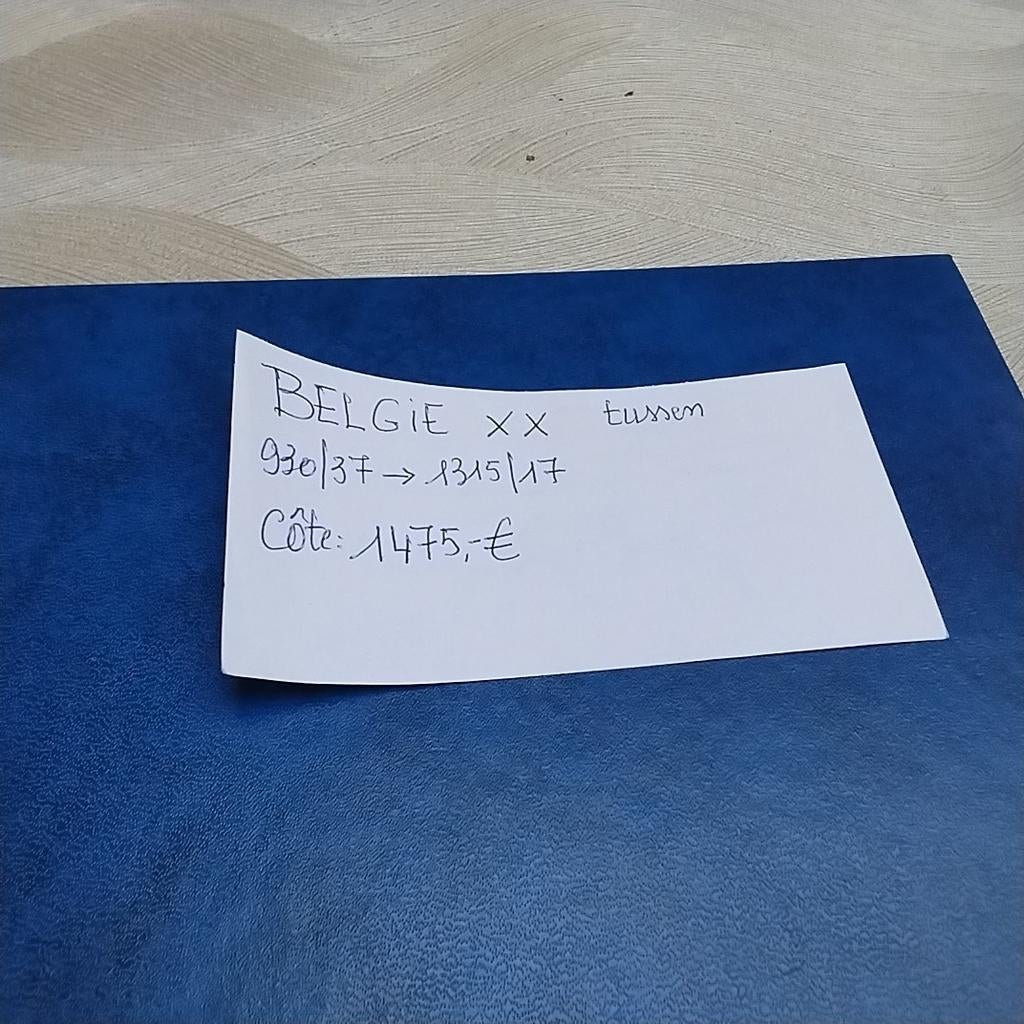 BELGIE XX tussen
930/37 → 1315/17
Côte: 1475,-€